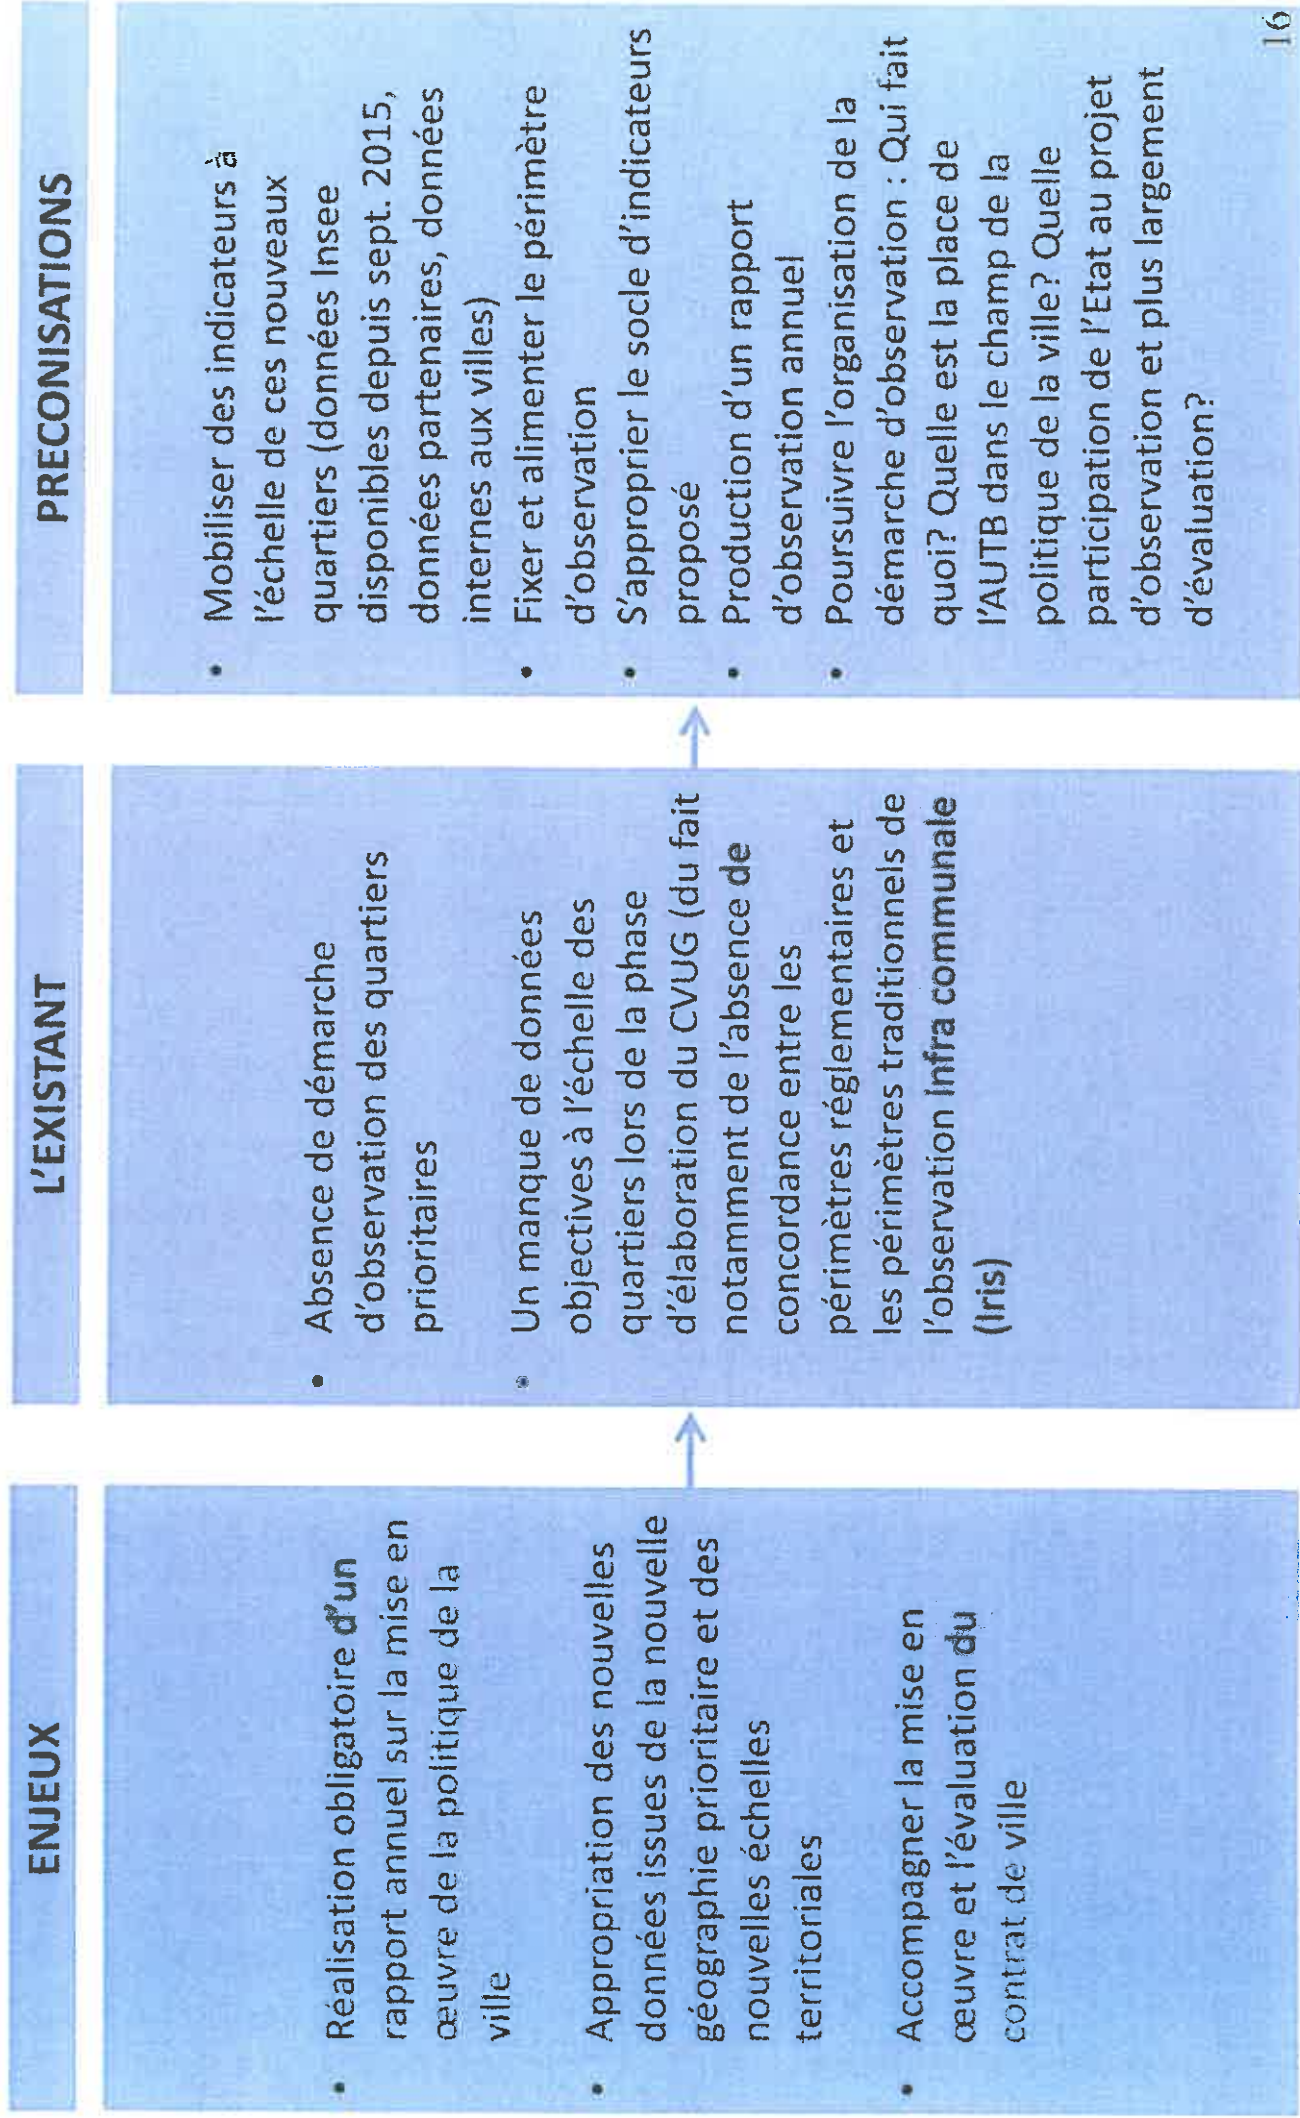 ENJEUX
• Réalisation obligatoire d'un
rapport annuel sur la mise en
œuvre de la politique de la
ville
• Appropriation des nouvelles
données issues de la nouvelle
géographie prioritaire et des
nouvelles échelles
territoriales
• Accompagner la mise en
œuvre et l'évaluation du
contrat de ville
L'EXISTANT
• Absence de démarche
d'observation des quartiers
prioritaires
• Un manque de données
objectives à l'échelle des
quartiers lors de la phase
d'élaboration du CVUG (du fait
notamment de l'absence de
concordance entre les
périmètres réglementaires et
les périmètres traditionnels de
l'observation infra communale
(Iris)
PRECONISATIONS
• Mobiliser des indicateurs à
l'échelle de ces nouveaux
quartiers (données Insee
disponibles depuis sept. 2015,
données partenaires, données
internes aux villes)
• Fixer et alimenter le périmètre
d'observation
• S'approprier le socle d'indicateurs
proposé
• Production d'un rapport
d'observation annuel
• Poursuivre l'organisation de la
démarche d'observation : Qui fait
quoi? Quelle est la place de
l'AUTB dans le champ de la
politique de la ville? Quelle
participation de l'Etat au projet
d'observation et plus largement
d'évaluation?
16